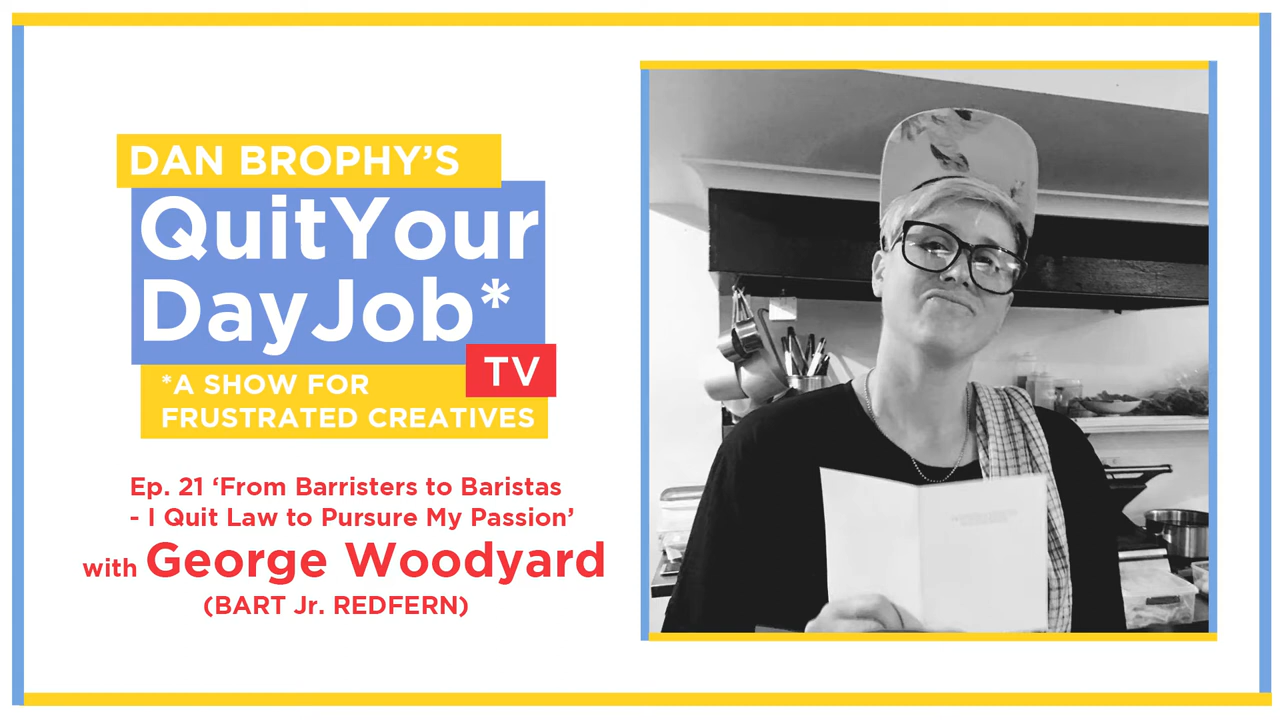 DAN BROPHY'S
QuitYour
DayJob*
TV
*A SHOW FOR
FRUSTRATED CREATIVES
Ep. 21 ‘From Barristers to Baristas
- I Quit Law to Pursure My Passion’
with George Woodyard
(BART Jr. REDFERN)